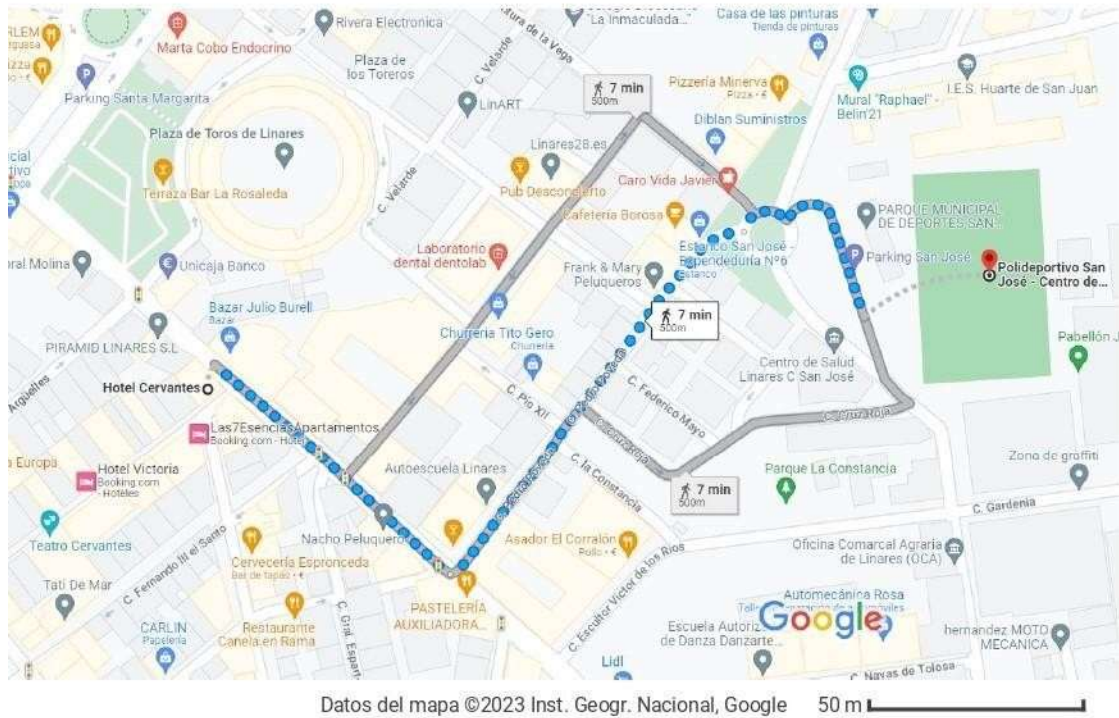 Rivera Electronica
"La Inmaculada...
Casa de las pinturas
Tienda de pinturas
Marta Cobo Endocrino
Plaza de
los Toreros
C. Velarde
Pizzería Minerva
Pizza • €
I.E.S. Huarte de San Juan
Parking Santa Margarita
LinART
7 min
500m
Mural "Raphael" -
Belin'21
Diblan Suministros
Plaza de Toros de Linares
Linares28.es
Terraza Bar La Rosaleda
C. Velarde
Pub Desconcierto
Caro Vida Javier
Cafetería Borosa
PARQUE MUNICIPAL
DE DEPORTES SAN...
Laboratorio
dental dentolab
Estanco San José -
Expendeduría Nº6
Estanco
Parking San José
Polideportivo San
José - Centro de...
Unicaja Banco
Frank & Mary
Peluqueros
Bazar Julio Burell
Bazar
Churrería Tito Gero
Churrería
7 min
500m
PIRAMID LINARES S.L
Centro de Salud
Linares C San José
Pabellón J
Hotel Cervantes
Argüelles
C. Pío XII
C. Federico Mayo
C. Cruz Roja
C. Cruz Roja
Las7EsenciasApartamentos
Booking.com - Hotel
Autoescuela Linares
C. la Constancia
7 min
500m
Parque La Constancia
Zona de graffiti
Hotel Victoria
Booking.com
- Hoteles
C. Gardenia
Teatro Cervantes
Nacho Peluquero
Asador El Corralón
Pollo • €
Oficina Comarcal Agraria
de Linares (OCA)
C. Fernando III el Santo
Cervecería Espronceda
Bar de tapas • €
C. Escultor Víctor de los Ríos
Tati De Mar
PASTELERÍA
AUXILIADORA...
Automecánica Rosa
Google
CARLIN
Papelería
Restaurante
Canela en Rama
C. Gral. Espar
Escuela Autoriz
de Danza Danzarte...
hernandez MOTO
MECANICA
Lidl
C. Navas de Tolosa
Datos del mapa ©2023 Inst. Geogr. Nacional, Google
50 m